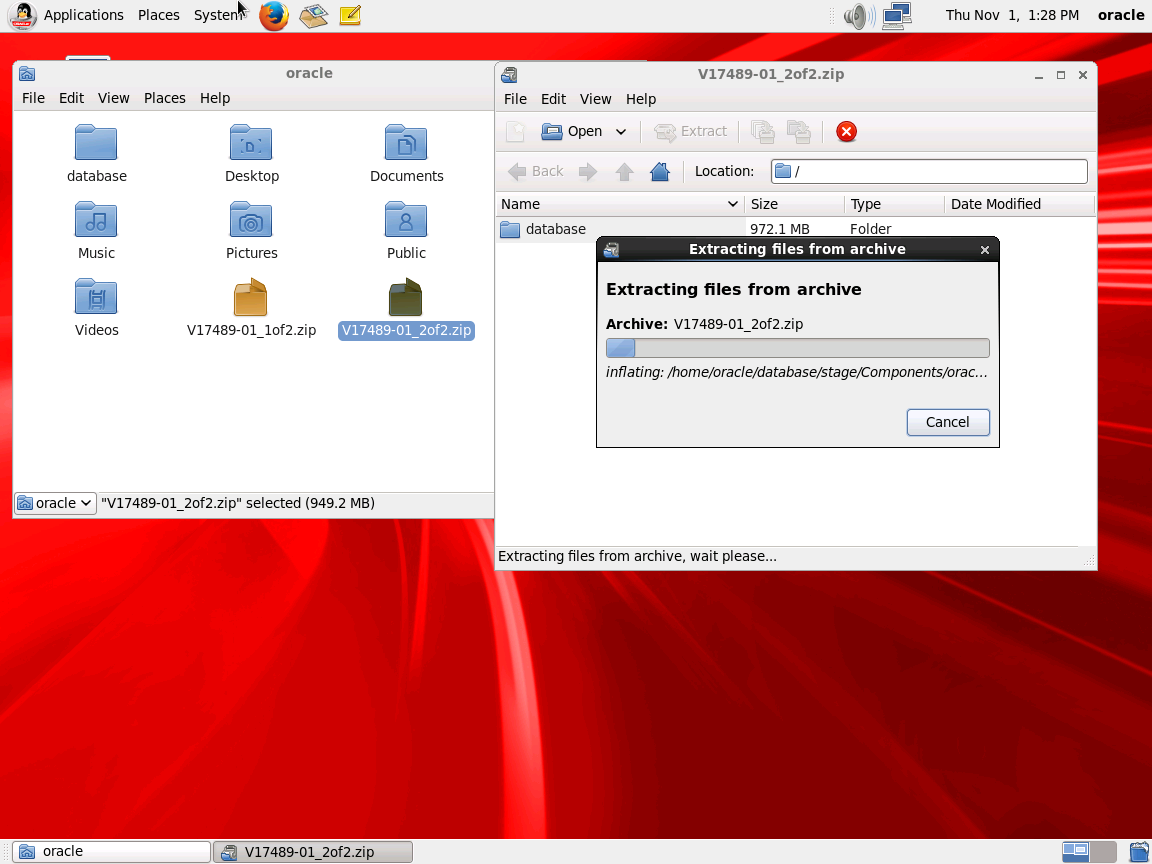 Applications Places System
Thu Nov 1, 1:28 PM oracle
oracle
File Edit View Places Help
database Desktop Documents
Music Pictures Public
Videos V17489-01_1of2.zip V17489-01_2of2.zip
oracle "V17489-01_2of2.zip" selected (949.2 MB)
V17489-01_2of2.zip
File Edit View Help
Open Extract
Back Location: /
Name Size Type Date Modified
database 972.1 MB Folder
Extracting files from archive
Extracting files from archive
Archive: V17489-01_2of2.zip
inflating: /home/oracle/database/stage/Components/orac...
Cancel
Extracting files from archive, wait please...
oracle V17489-01_2of2.zip